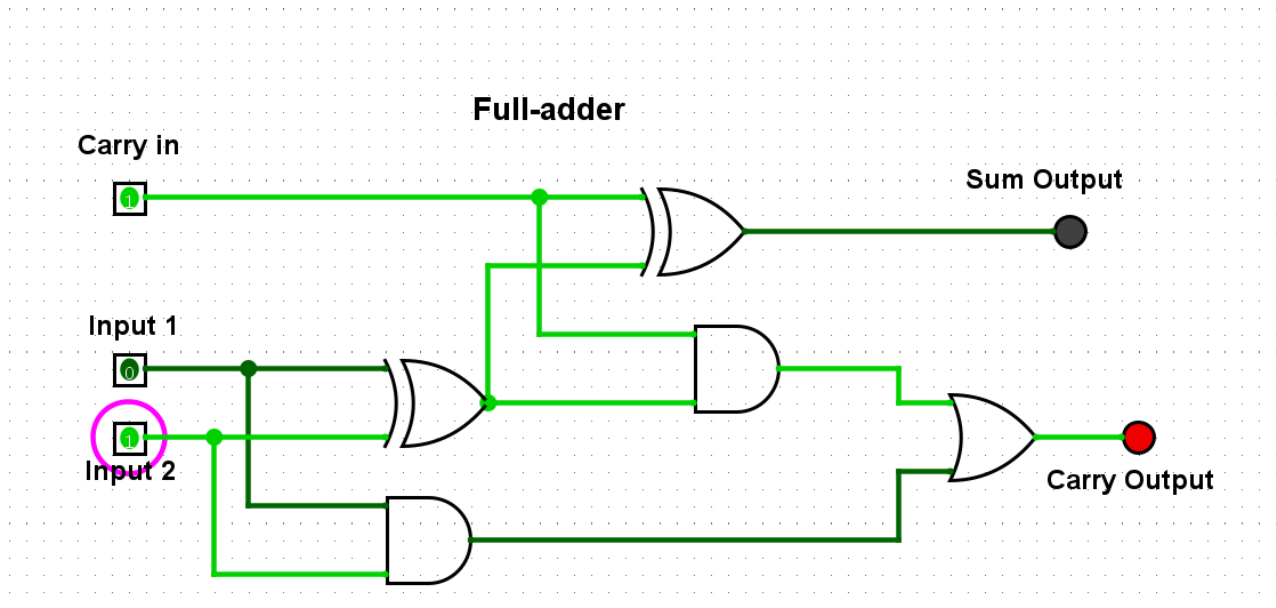 Full-adder
Carry in
1
Sum Output
Input 1
0
1
Input 2
Carry Output